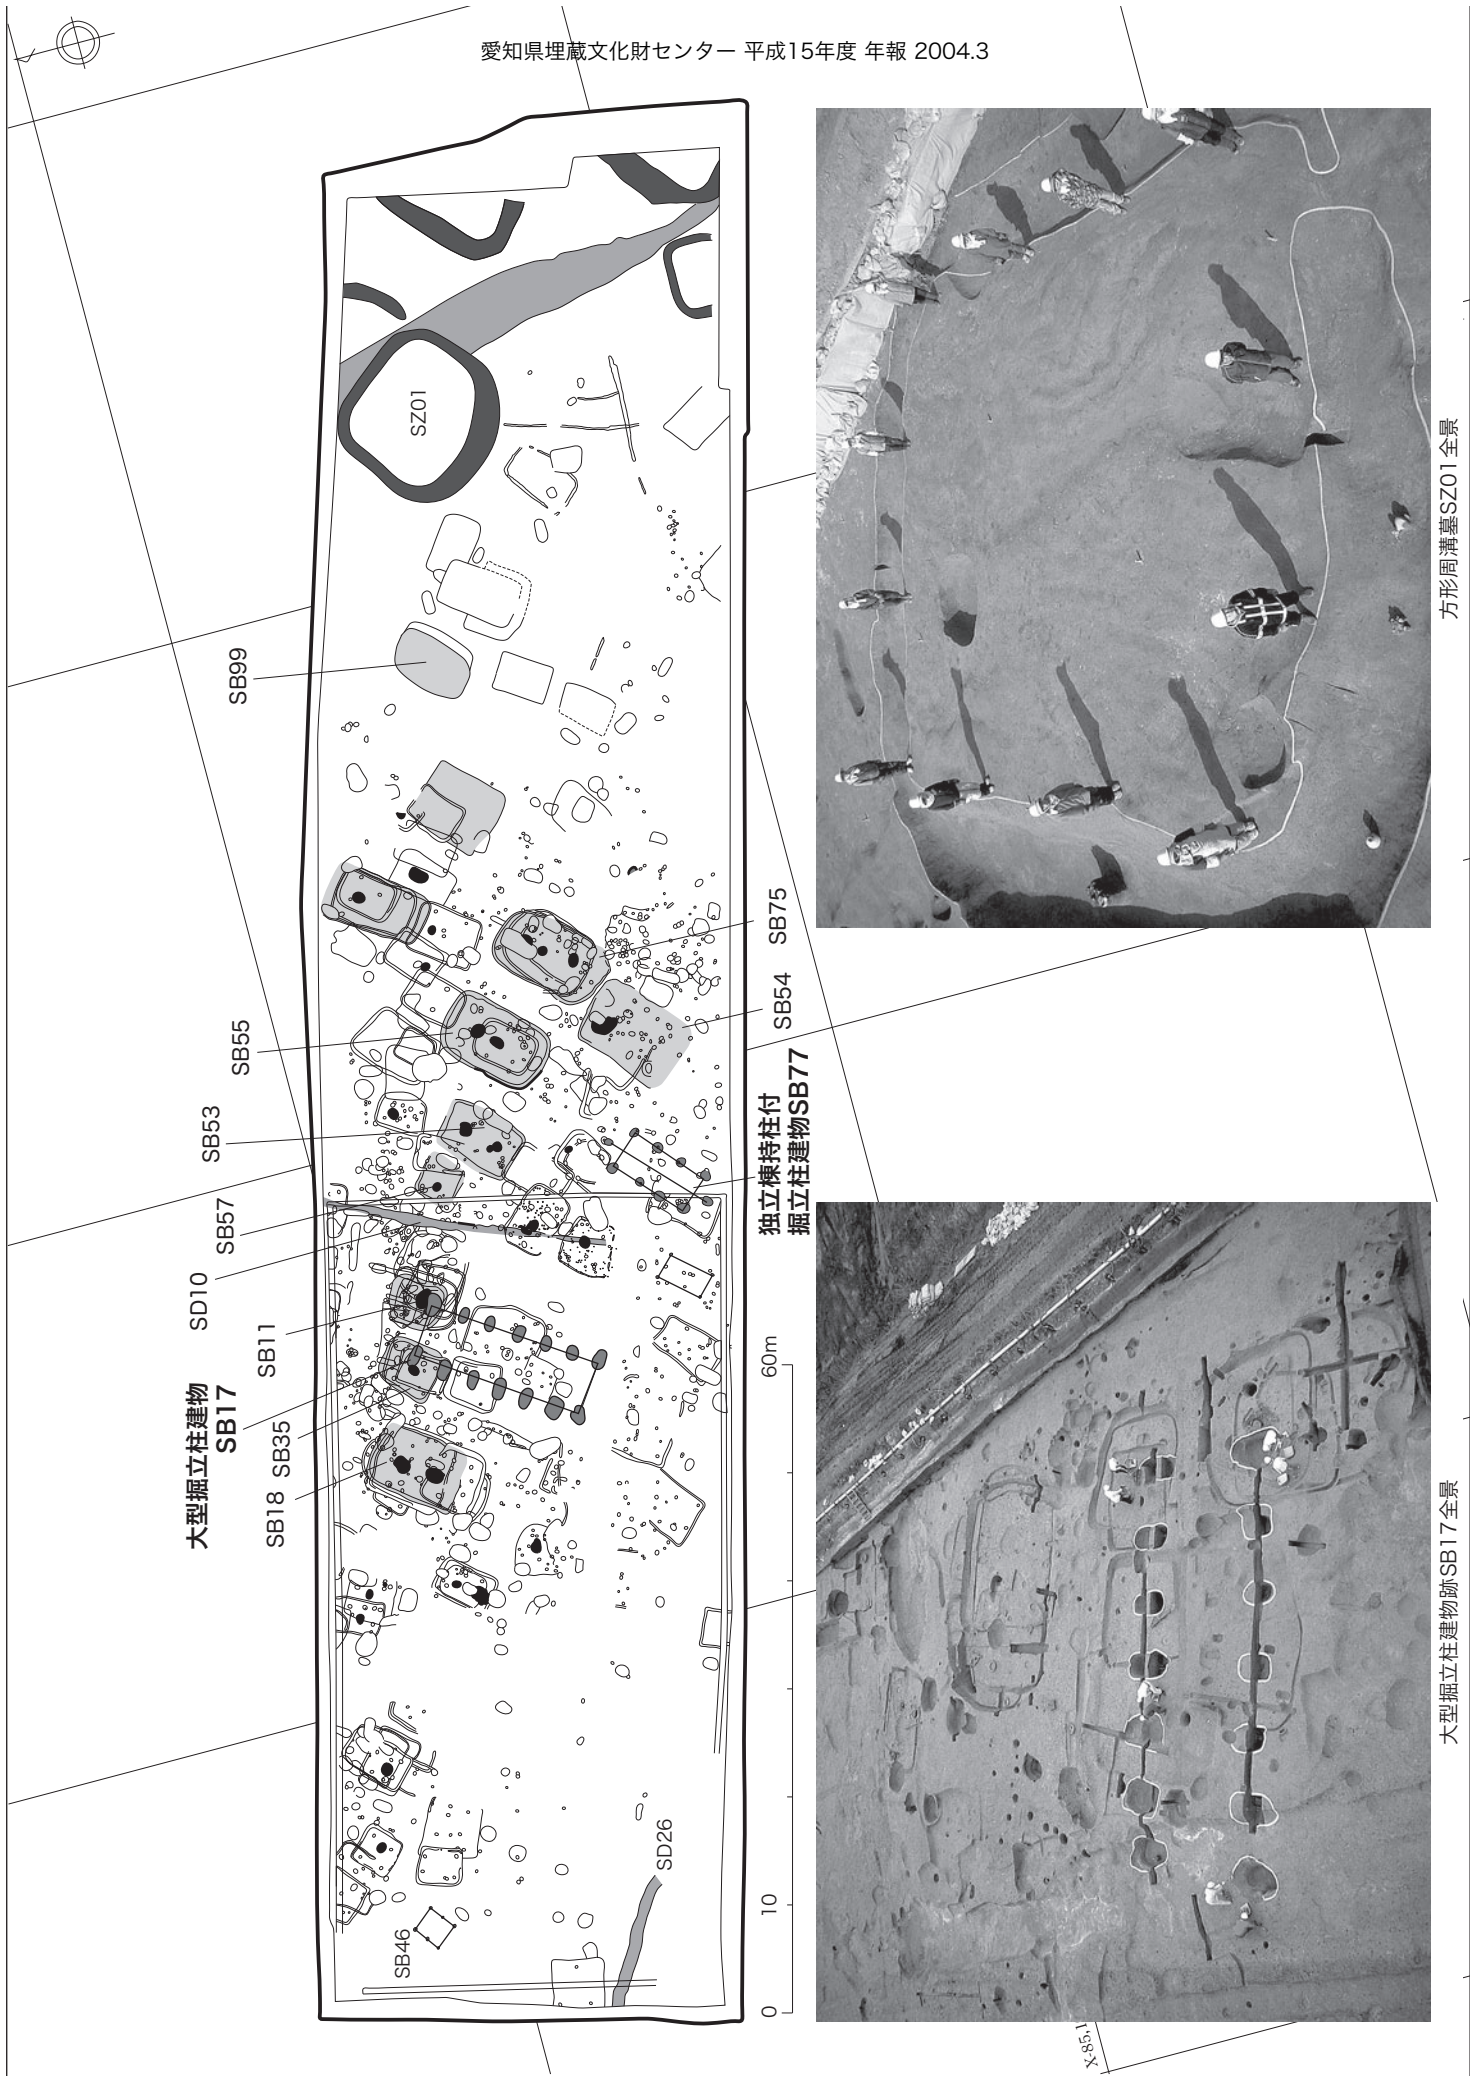 愛知県埋蔵文化財センター 平成15年度 年報 2004.3
SZ01
SB99
SB75
SB54
SB55
独立棟持柱付
掘立柱建物SB77
SB53
SB57
SD10
SB11
大型掘立柱建物
SB17
SB35
SB18
SD26
SB46
0
10
60m
方形周溝墓SZ01全景
大型掘立柱建物跡SB17全景
X-85,1